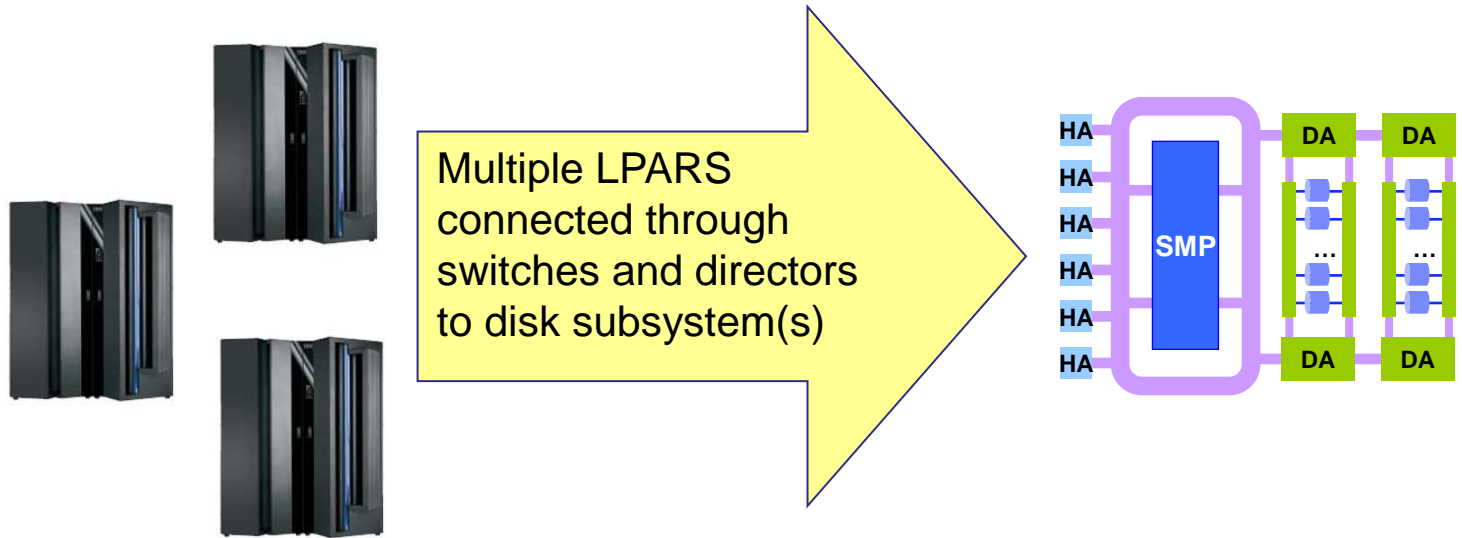 Multiple LPARS
connected through
switches and directors
to disk subsystem(s)
HA
HA
HA
HA
HA
HA
SMP
DA
DA
...
...
DA
DA